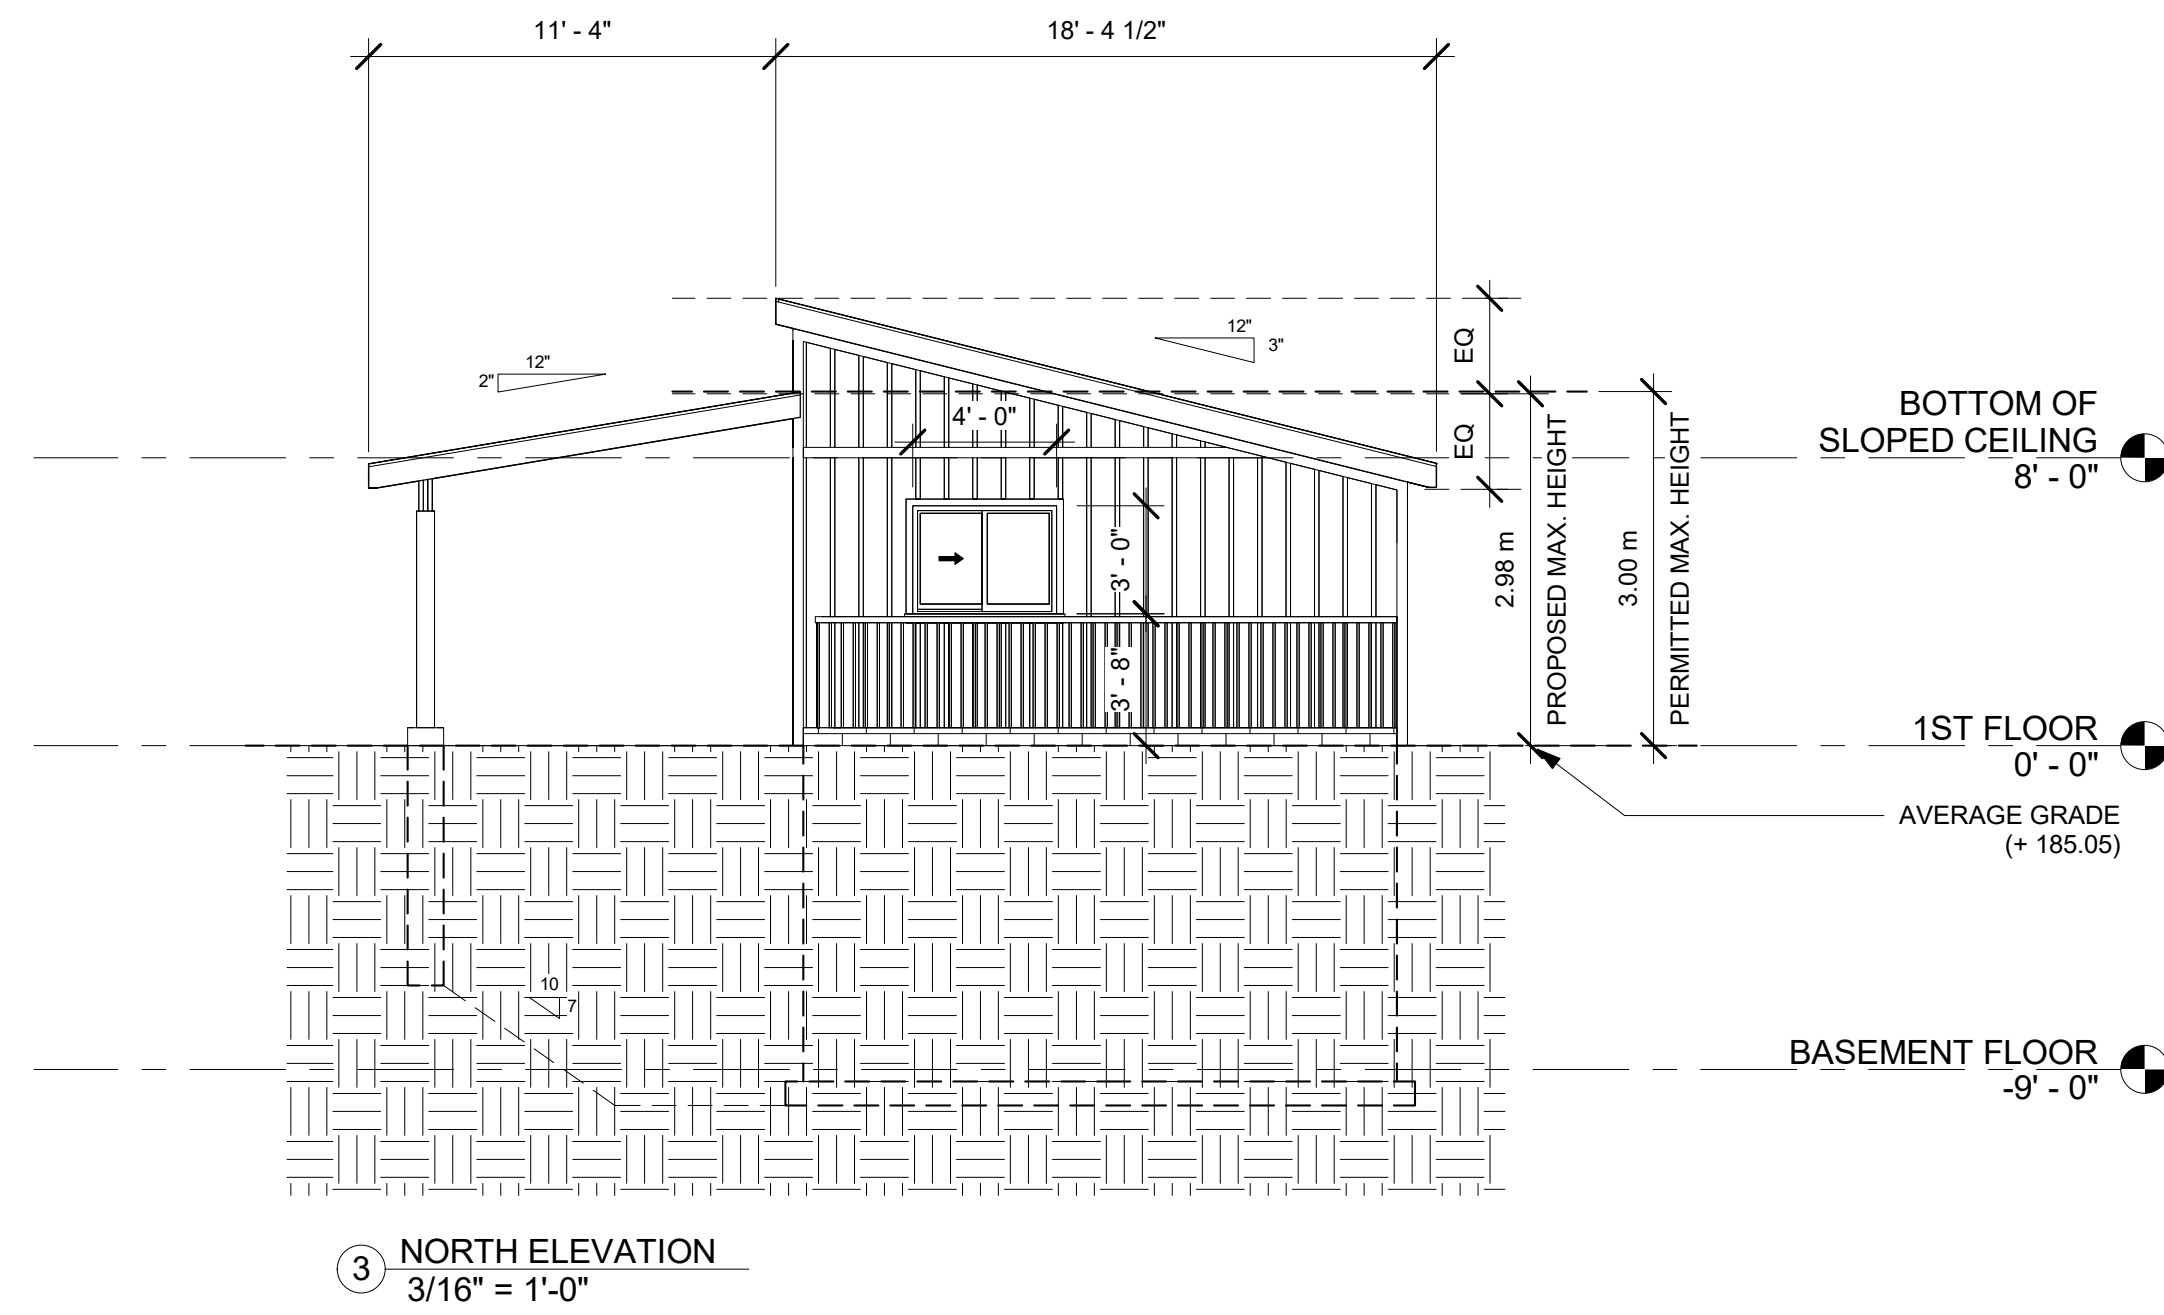 11' - 4"
18' - 4 1/2"
12"
3"
12"
2"
EQ
EQ
4' - 0"
3' - 0"
3' - 8"
2.98 m
PROPOSED MAX. HEIGHT
3.00 m
PERMITTED MAX. HEIGHT
BOTTOM OF
SLOPED CEILING
8' - 0"
1ST FLOOR
0' - 0"
AVERAGE GRADE
(+ 185.05)
10
7
BASEMENT FLOOR
-9' - 0"
3
NORTH ELEVATION
3/16" = 1'-0"